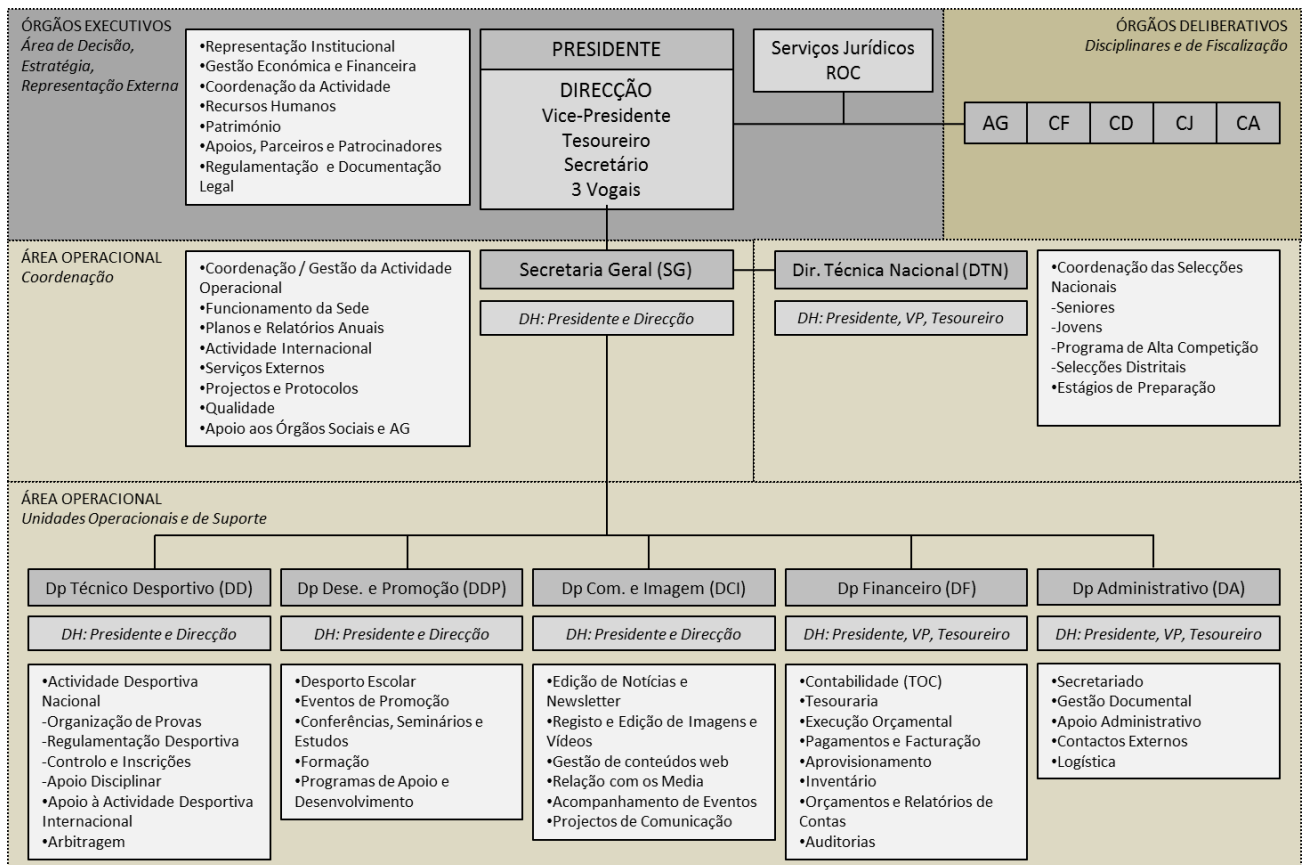 ÓRGÃOS EXECUTIVOS
Área de Decisão,
Estratégia,
Representação Externa
•Representação Institucional
•Gestão Económica e Financeira
•Coordenação da Actividade
•Recursos Humanos
•Património
•Apoios, Parceiros e Patrocinadores
•Regulamentação e Documentação
Legal
PRESIDENTE
DIRECÇÃO
Vice-Presidente
Tesoureiro
Secretário
3 Vogais
Serviços Jurídicos
ROC
ÓRGÃOS DELIBERATIVOS
Disciplinares e de Fiscalização
AG CF CD CJ CA
ÁREA OPERACIONAL
Coordenação
•Coordenação / Gestão da Actividade
Operacional
•Funcionamento da Sede
•Planos e Relatórios Anuais
•Actividade Internacional
•Serviços Externos
•Projectos e Protocolos
•Qualidade
•Apoio aos Órgãos Sociais e AG
Secretaria Geral (SG)
DH: Presidente e Direcção
Dir. Técnica Nacional (DTN)
DH: Presidente, VP, Tesoureiro
•Coordenação das Selecções
Nacionais
-Seniores
-Jovens
-Programa de Alta Competição
-Selecções Distritais
•Estágios de Preparação
ÁREA OPERACIONAL
Unidades Operacionais e de Suporte
Dp Técnico Desportivo (DD)
DH: Presidente e Direcção
•Actividade Desportiva
Nacional
-Organização de Provas
-Regulamentação Desportiva
-Controlo e Inscrições
-Apoio Disciplinar
•Apoio à Actividade Desportiva
Internacional
•Arbitragem
Dp Dese. e Promoção (DDP)
DH: Presidente e Direcção
•Desporto Escolar
•Eventos de Promoção
•Conferências, Seminários e
Estudos
•Formação
•Programas de Apoio e
Desenvolvimento
Dp Com. e Imagem (DCI)
DH: Presidente e Direcção
•Edição de Notícias e
Newsletter
•Registo e Edição de Imagens e
Vídeos
•Gestão de conteúdos web
•Relação com os Media
•Acompanhamento de Eventos
•Projectos de Comunicação
Dp Financeiro (DF)
DH: Presidente, VP, Tesoureiro
•Contabilidade (TOC)
•Tesouraria
•Execução Orçamental
•Pagamentos e Facturação
•Aprovisionamento
•Inventário
•Orçamentos e Relatórios de
Contas
•Auditorias
Dp Administrativo (DA)
DH: Presidente, VP, Tesoureiro
•Secretariado
•Gestão Documental
•Apoio Administrativo
•Contactos Externos
•Logística